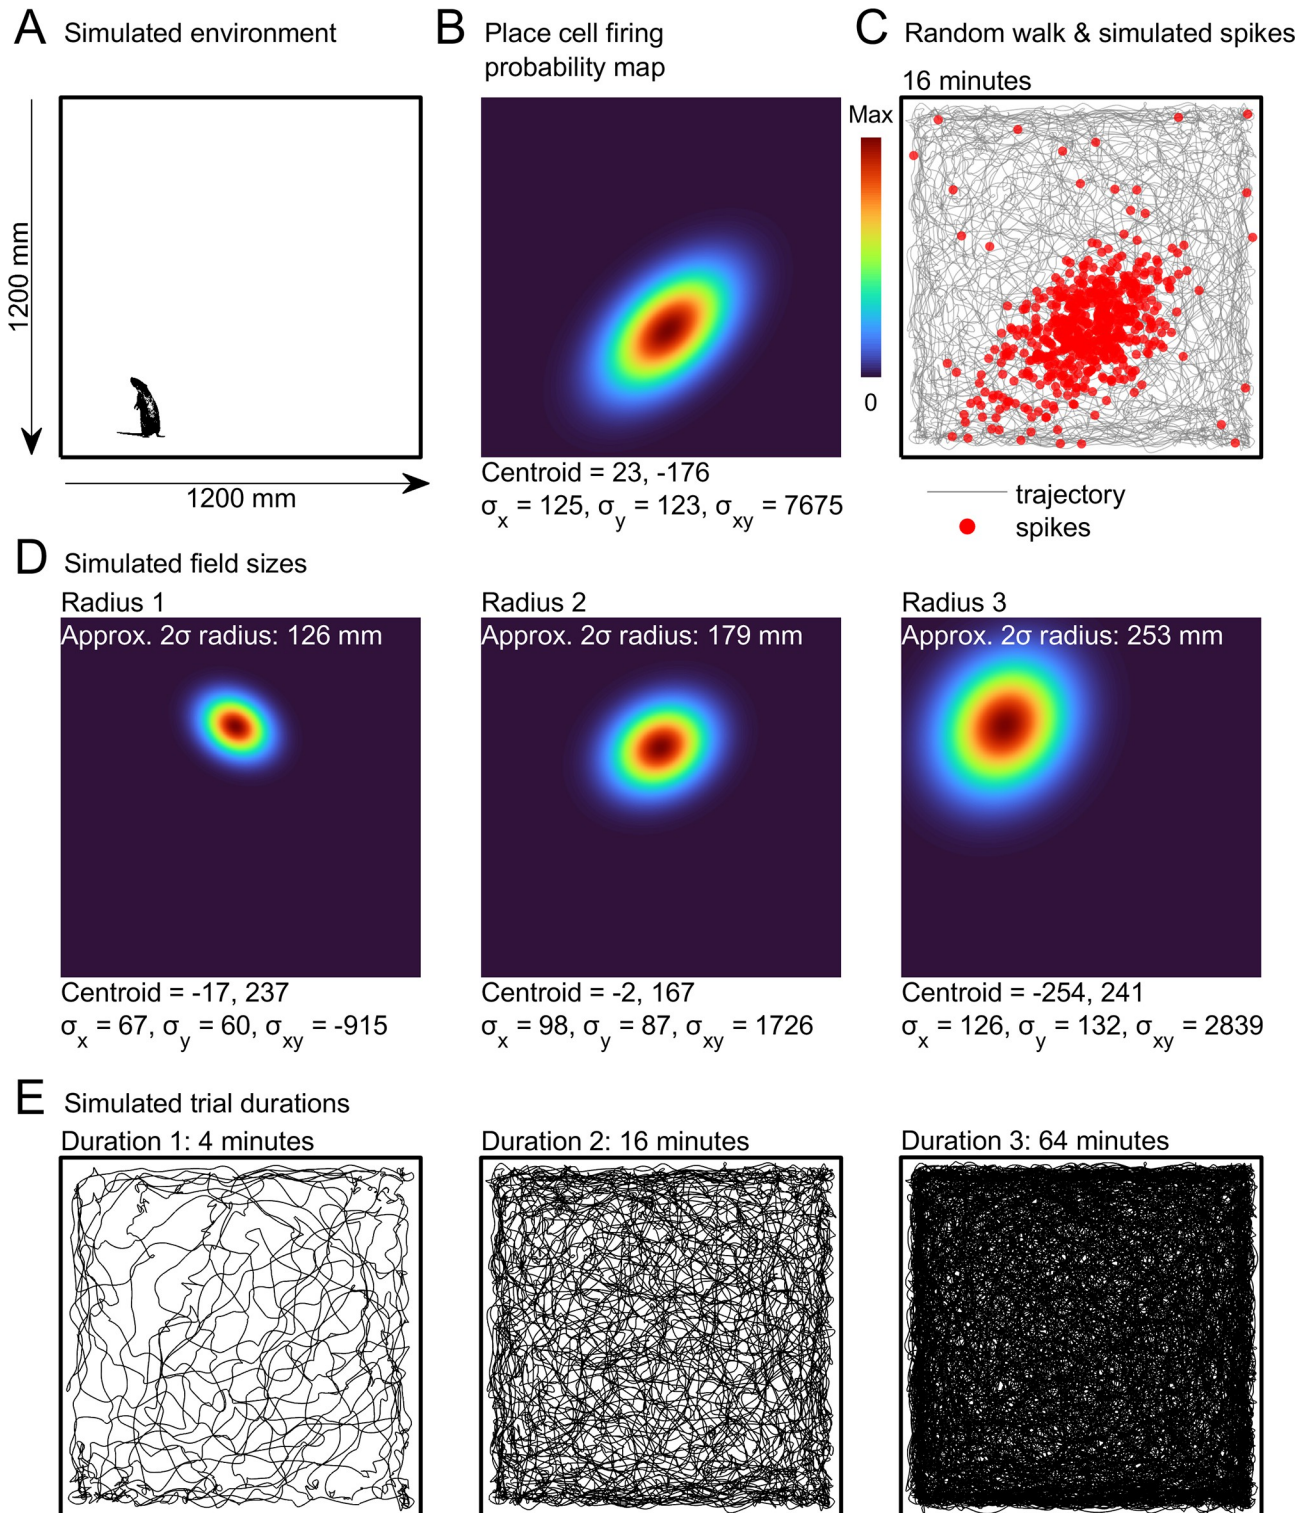 A Simulated environment
1200 mm
1200 mm
B Place cell firing
probability map
Max
0
Centroid = 23, -176
σx = 125, σy = 123, σxy = 7675
C Random walk & simulated spikes
16 minutes
trajectory
spikes
D Simulated field sizes
Radius 1
Approx. 2σ radius: 126 mm
Centroid = -17, 237
σx = 67, σy = 60, σxy = -915
Radius 2
Approx. 2σ radius: 179 mm
Centroid = -2, 167
σx = 98, σy = 87, σxy = 1726
Radius 3
Approx. 2σ radius: 253 mm
Centroid = -254, 241
σx = 126, σy = 132, σxy = 2839
E Simulated trial durations
Duration 1: 4 minutes
Duration 2: 16 minutes
Duration 3: 64 minutes